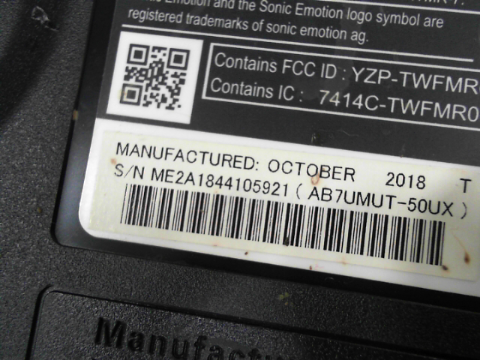 Emotion and the Sonic Emotion logo symbol are
registered trademarks of sonic emotion ag.
Contains FCC ID : YZP-TWFMR
Contains IC : 7414C-TWFMR0
MANUFACTURED: OCTOBER 2018 T
S/N ME2A1844105921 ( AB7UMUT-50UX )
Manufactu